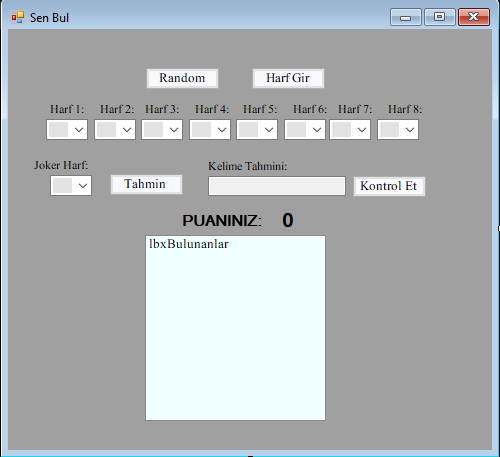 Sen Bul
Random Harf Gir
Harf 1: Harf 2: Harf 3: Harf 4: Harf 5: Harf 6: Harf 7: Harf 8:
Joker Harf: Kelime Tahmini:
Tahmin Kontrol Et
PUANINIZ: 0
lbxBulunanlar